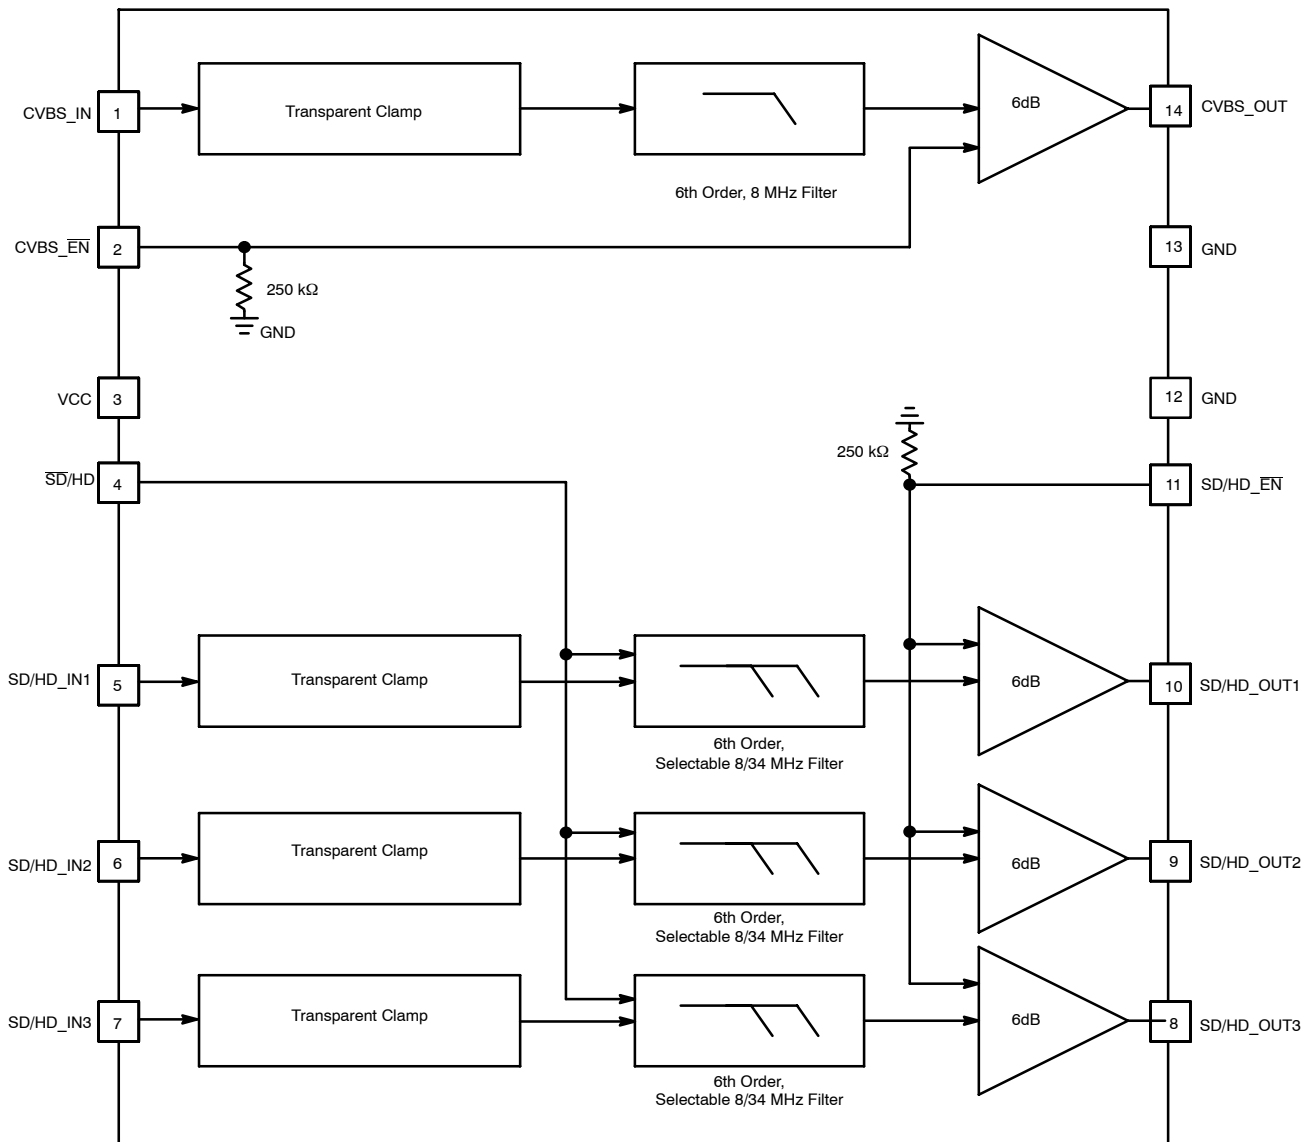 CVBS_IN
1
Transparent Clamp
6dB
14
CVBS_OUT
6th Order, 8 MHz Filter
CVBS_EN
2
13
GND
250 kΩ
GND
VCC
3
12
GND
250 kΩ
SD/HD
4
11
SD/HD_EN
SD/HD_IN1
5
Transparent Clamp
6dB
10
SD/HD_OUT1
6th Order,
Selectable 8/34 MHz Filter
SD/HD_IN2
6
Transparent Clamp
6dB
9
SD/HD_OUT2
6th Order,
Selectable 8/34 MHz Filter
SD/HD_IN3
7
Transparent Clamp
6dB
8
SD/HD_OUT3
6th Order,
Selectable 8/34 MHz Filter